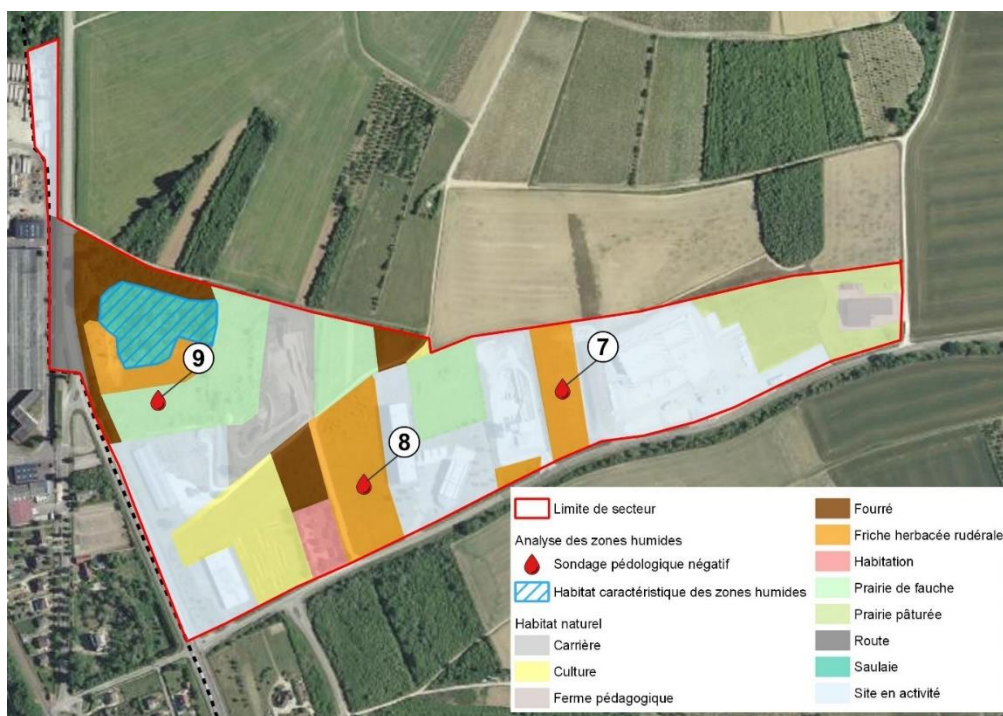 9
7
8
Limite de secteur
Analyse des zones humides
Sondage pédologique négatif
Habitat caractéristique des zones humides
Habitat naturel
Carrière
Culture
Ferme pédagogique
Fourré
Friche herbacée rudérale
Habitation
Prairie de fauche
Prairie pâturée
Route
Saulaie
Site en activité